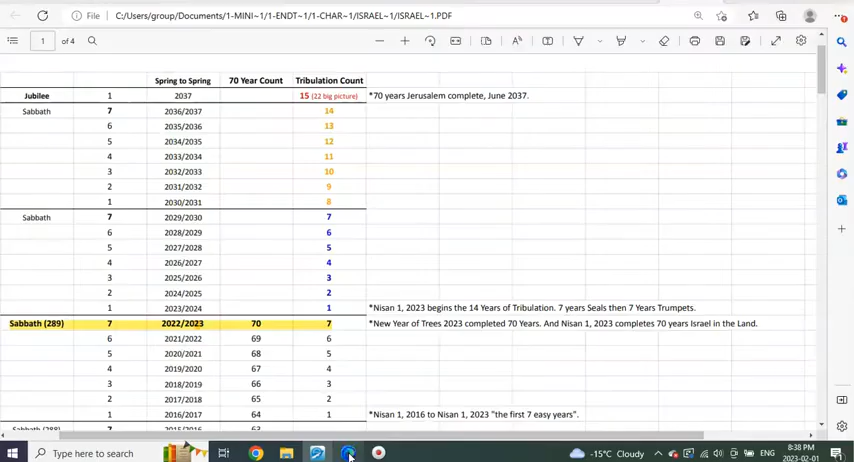 File | C:/Users/group/Documents/1-MINI~1/1-ENDT~1/1-CHAR~1/ISRAEL~1/ISRAEL~1.PDF
1 of 4
Spring to Spring 70 Year Count Tribulation Count
Jubilee 1 2037 15 (22 big picture) *70 years Jerusalem complete, June 2037.
Sabbath 7 2036/2037 14
6 2035/2036 13
5 2034/2035 12
4 2033/2034 11
3 2032/2033 10
2 2031/2032 9
1 2030/2031 8
Sabbath 7 2029/2030 7
6 2028/2029 6
5 2027/2028 5
4 2026/2027 4
3 2025/2026 3
2 2024/2025 2
1 2023/2024 1 *Nisan 1, 2023 begins the 14 Years of Tribulation. 7 years Seals then 7 Years Trumpets.
Sabbath (289) 7 2022/2023 70 7 *New Year of Trees 2023 completed 70 Years. And Nisan 1, 2023 completes 70 years Israel in the Land.
6 2021/2022 69 6
5 2020/2021 68 5
4 2019/2020 67 4
3 2018/2019 66 3
2 2017/2018 65 2
1 2016/2017 64 1 *Nisan 1, 2016 to Nisan 1, 2023 "the first 7 easy years".
Sabbath (288) 7 2015/2016 63
Type here to search
-15°C Cloudy ENG 8:38 PM
2023-02-01